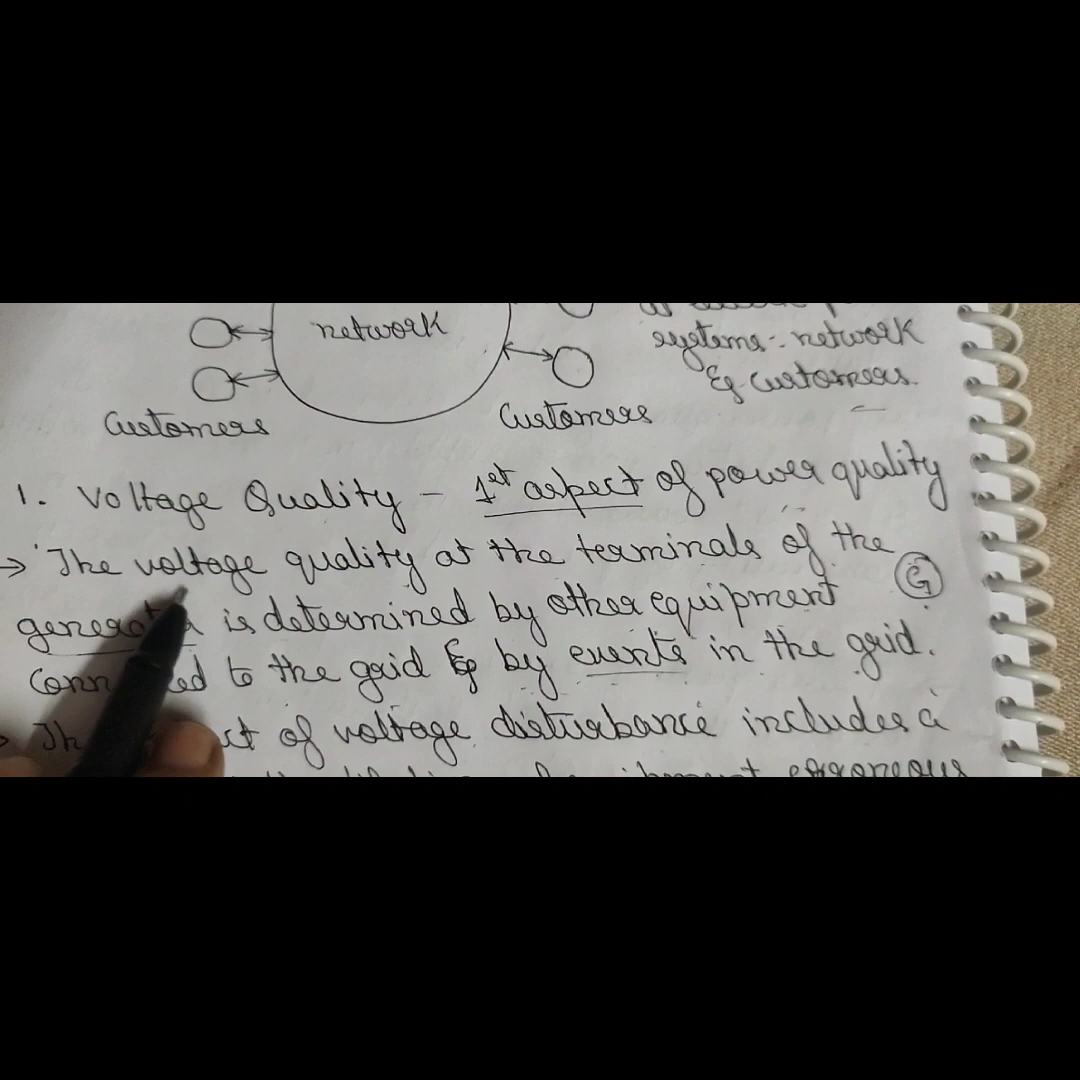 network
systems:- network
& customers.
Customers
Customers
1. Voltage Quality - 1st aspect of power quality
→ The voltage quality at the terminals of the
G
is determined by other equipment
to the grid & by events in the grid.
of voltage disturbance includes a
erroneous